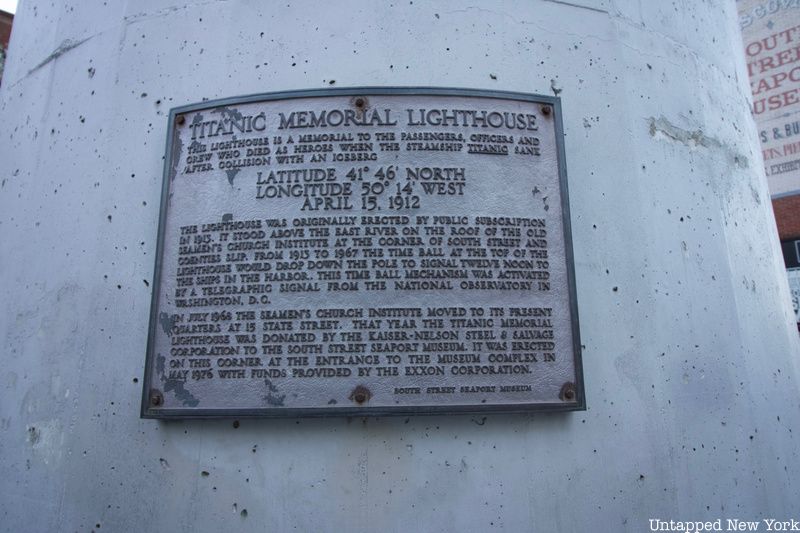 TITANIC MEMORIAL LIGHTHOUSE
THIS LIGHTHOUSE IS A MEMORIAL TO THE PASSENGERS, OFFICERS AND
CREW WHO DIED AS HEROES WHEN THE STEAMSHIP TITANIC SANK
AFTER COLLISION WITH AN ICEBERG
LATITUDE 41° 46' NORTH
LONGITUDE 50° 14' WEST
APRIL 15, 1912
THE LIGHTHOUSE WAS ORIGINALLY ERECTED BY PUBLIC SUBSCRIPTION
IN 1913. IT STOOD ABOVE THE EAST RIVER ON THE ROOF OF THE OLD
SEAMEN'S CHURCH INSTITUTE AT THE CORNER OF SOUTH STREET AND
COENTIES SLIP. FROM 1913 TO 1967 THE TIME BALL AT THE TOP OF THE
LIGHTHOUSE WOULD DROP DOWN THE POLE TO SIGNAL TWELVE NOON TO
THE SHIPS IN THE HARBOR. THIS TIME BALL MECHANISM WAS ACTIVATED
BY A TELEGRAPHIC SIGNAL FROM THE NATIONAL OBSERVATORY IN
WASHINGTON, D.C.
IN JULY 1968 THE SEAMEN'S CHURCH INSTITUTE MOVED TO ITS PRESENT
QUARTERS AT 15 STATE STREET. THAT YEAR THE TITANIC MEMORIAL
LIGHTHOUSE WAS DONATED BY THE KAISER-NELSON STEEL & SALVAGE
CORPORATION TO THE SOUTH STREET SEAPORT MUSEUM. IT WAS ERECTED
ON THIS CORNER AT THE ENTRANCE TO THE MUSEUM COMPLEX IN
MAY 1976 WITH FUNDS PROVIDED BY THE EXXON CORPORATION.
SOUTH STREET SEAPORT MUSEUM
Untapped New York